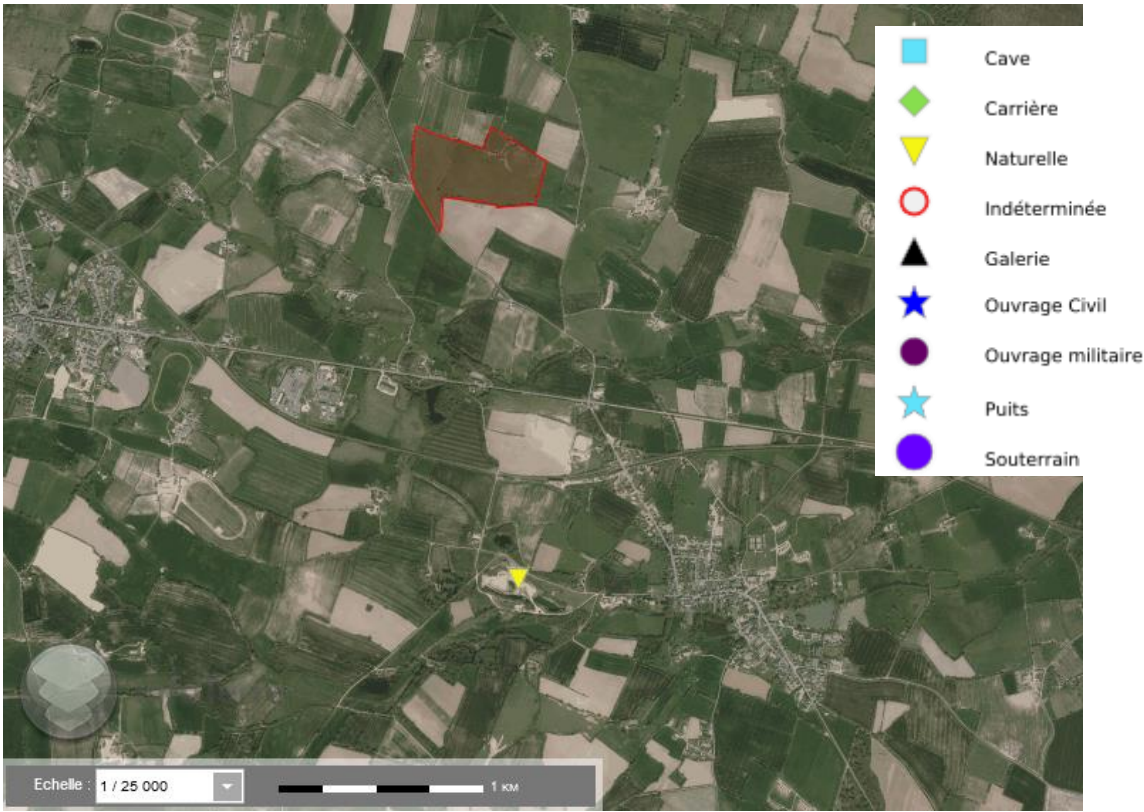 Cave
Carrière
Naturelle
Indéterminée
Galerie
Ouvrage Civil
Ouvrage militaire
Puits
Souterrain
Echelle : 1 / 25 000
1 KM